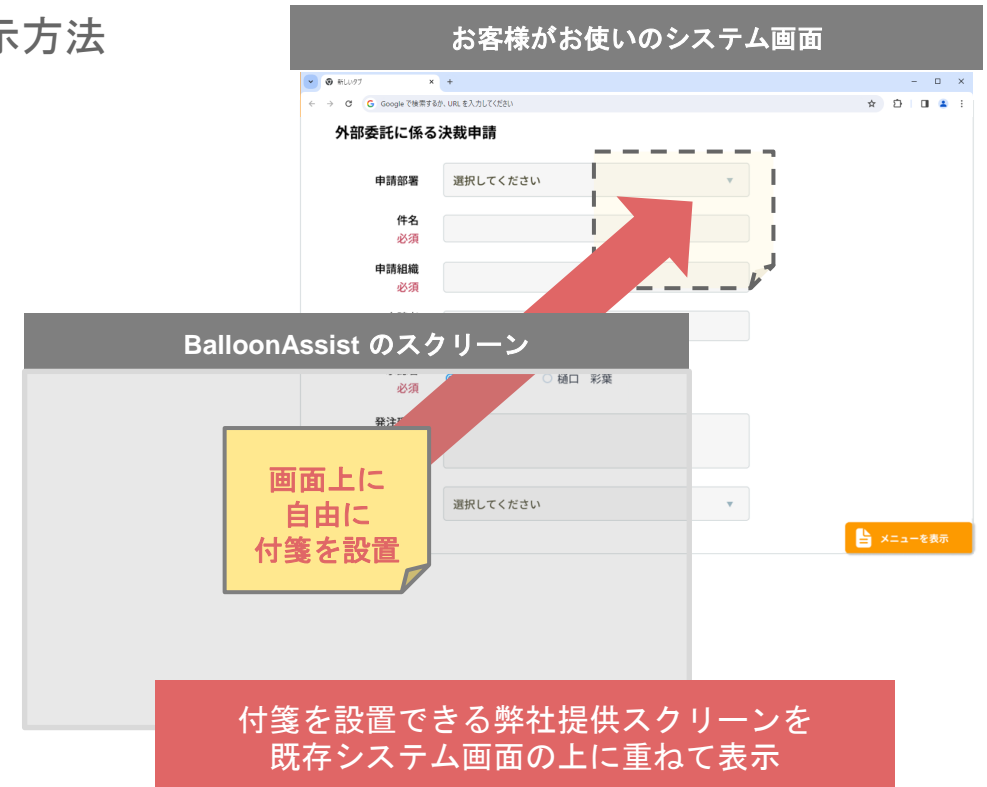 示方法
お客様がお使いのシステム画面
新しいタブ
Google で検索するか、URL を入力してください
外部委託に係る決裁申請
申請部署
選択してください
件名
必須
申請組織
必須
BalloonAssist のスクリーン
必須
樋口 彩葉
画面上に
自由に
付箋を設置
選択してください
メニューを表示
付箋を設置できる弊社提供スクリーンを
既存システム画面の上に重ねて表示